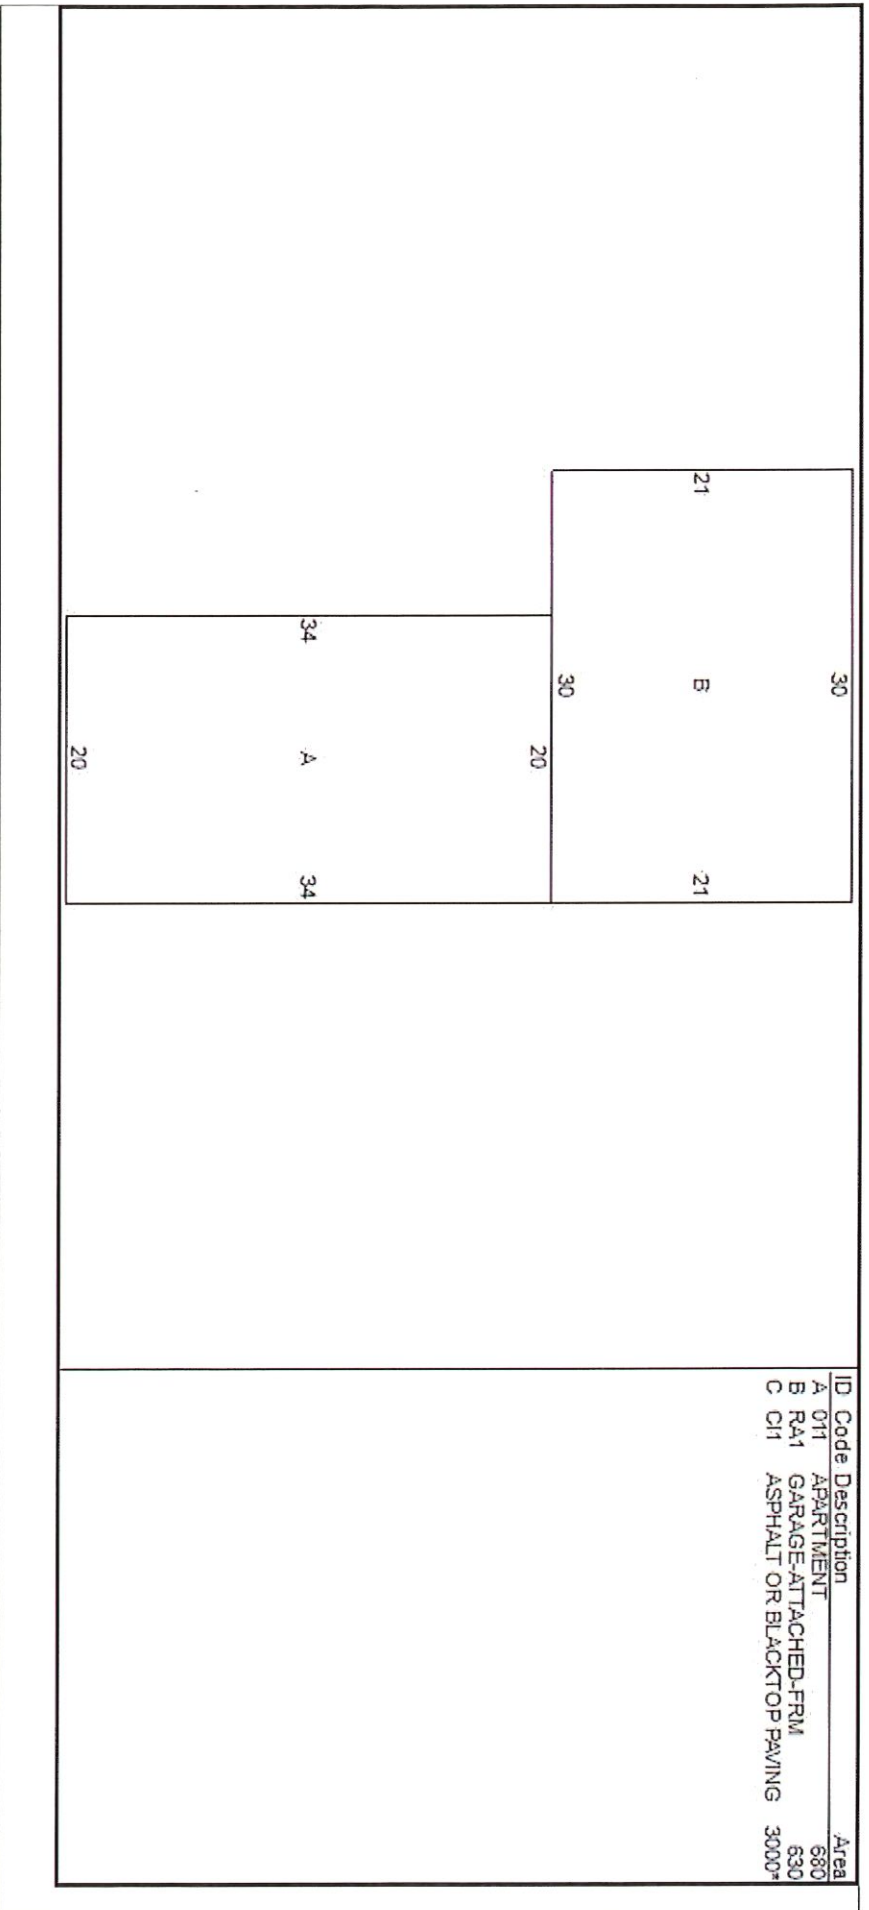 30
21
B
21
30
20
34
A
34
20
ID Code Description Area
A 011 APARTMENT 680
B RA1 GARAGE-ATTACHED-FRM 630
C CI1 ASPHALT OR BLACKTOP PAVING 3000*